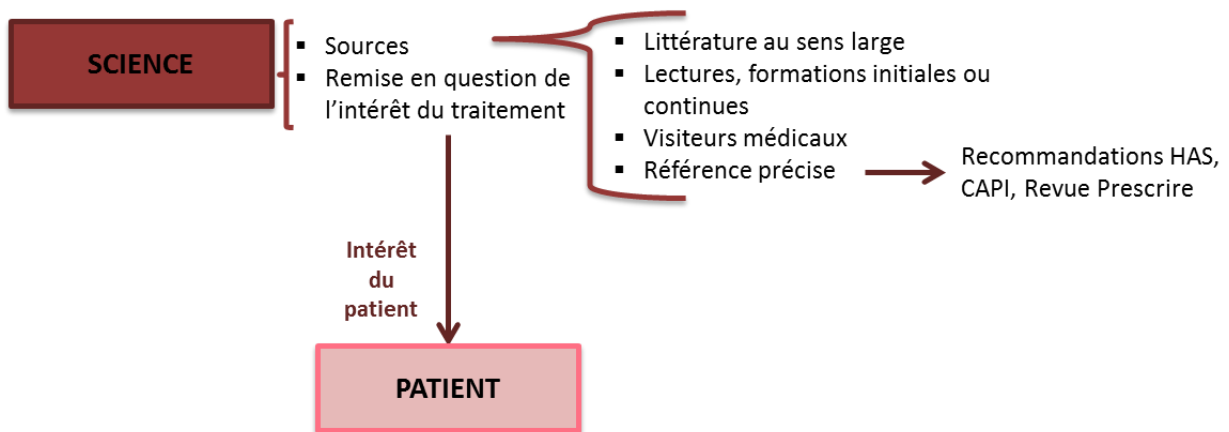 SCIENCE
▪ Sources
▪ Remise en question de
l'intérêt du traitement
▪ Littérature au sens large
▪ Lectures, formations initiales ou
continues
▪ Visiteurs médicaux
▪ Référence précise
Recommandations HAS,
CAPI, Revue Prescrire
Intérêt
du
patient
PATIENT